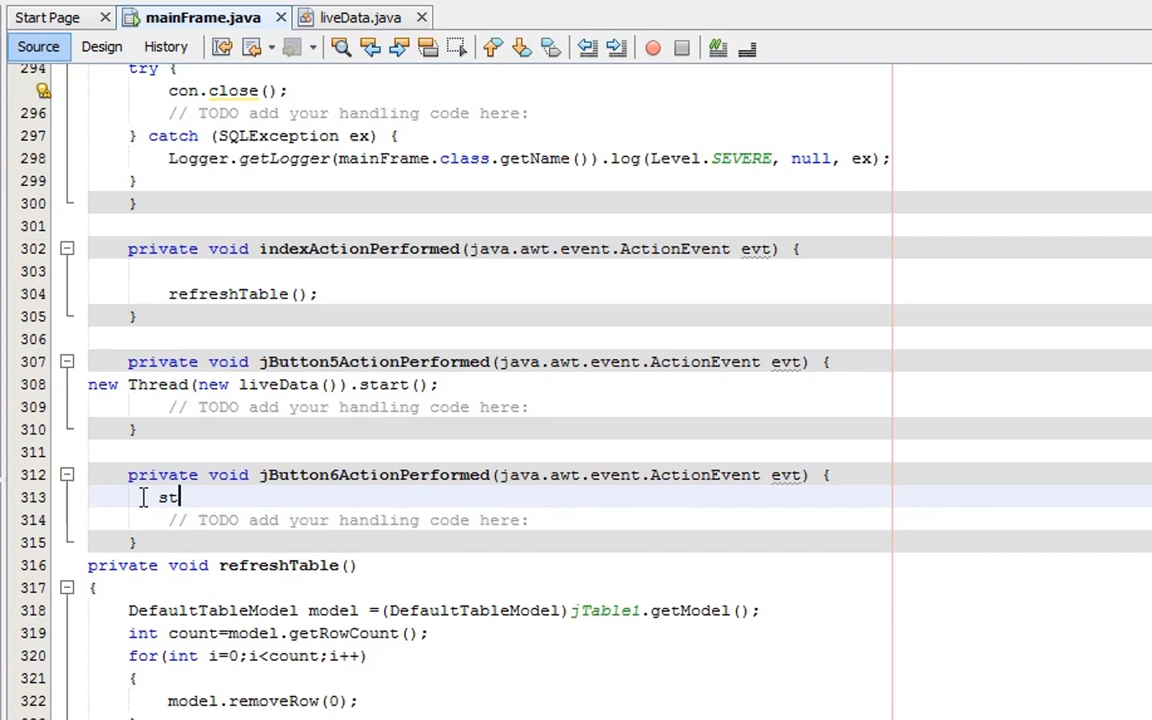 Start Page mainFrame.java liveData.java
Source Design History
294 try {
con.close();
296 // TODO add your handling code here:
297 } catch (SQLException ex) {
298 Logger.getLogger(mainFrame.class.getName()).log(Level.SEVERE, null, ex);
299 }
300 }
301
302 private void indexActionPerformed(java.awt.event.ActionEvent evt) {
303
304 refreshTable();
305 }
306
307 private void jButton5ActionPerformed(java.awt.event.ActionEvent evt) {
308 new Thread(new liveData()).start();
309 // TODO add your handling code here:
310 }
311
312 private void jButton6ActionPerformed(java.awt.event.ActionEvent evt) {
313 st
314 // TODO add your handling code here:
315 }
316 private void refreshTable()
317 {
318 DefaultTableModel model =(DefaultTableModel)jTable1.getModel();
319 int count=model.getRowCount();
320 for(int i=0;i<count;i++)
321 {
322 model.removeRow(0);